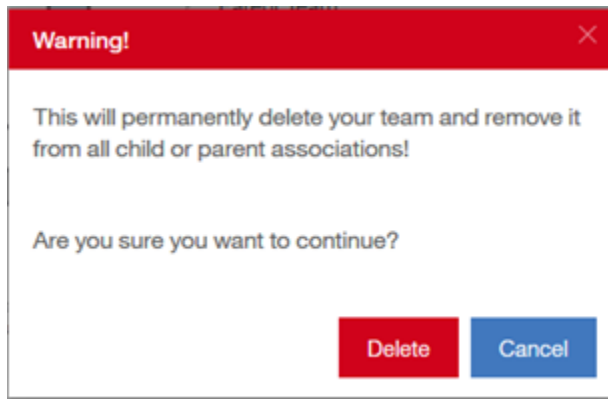 Warning!
This will permanently delete your team and remove it
from all child or parent associations!
Are you sure you want to continue?
Delete
Cancel